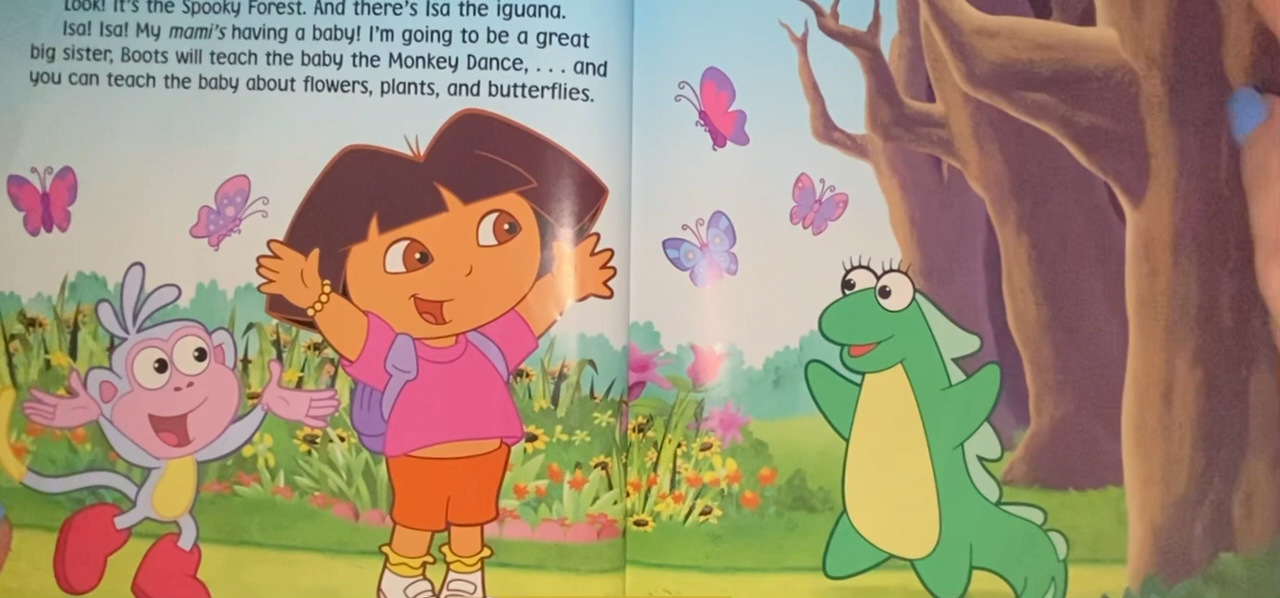 Look! It's the Spooky Forest. And there's Isa the iguana.
Isa! Isa! My mami's having a baby! I'm going to be a great
big sister, Boots will teach the baby the Monkey Dance, . . . and
you can teach the baby about flowers, plants, and butterflies.